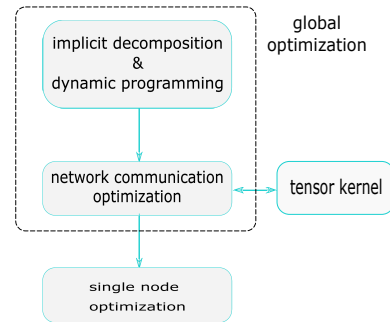 global
optimization
implicit decomposition
&
dynamic programming
network communication
optimization
tensor kernel
single node
optimization